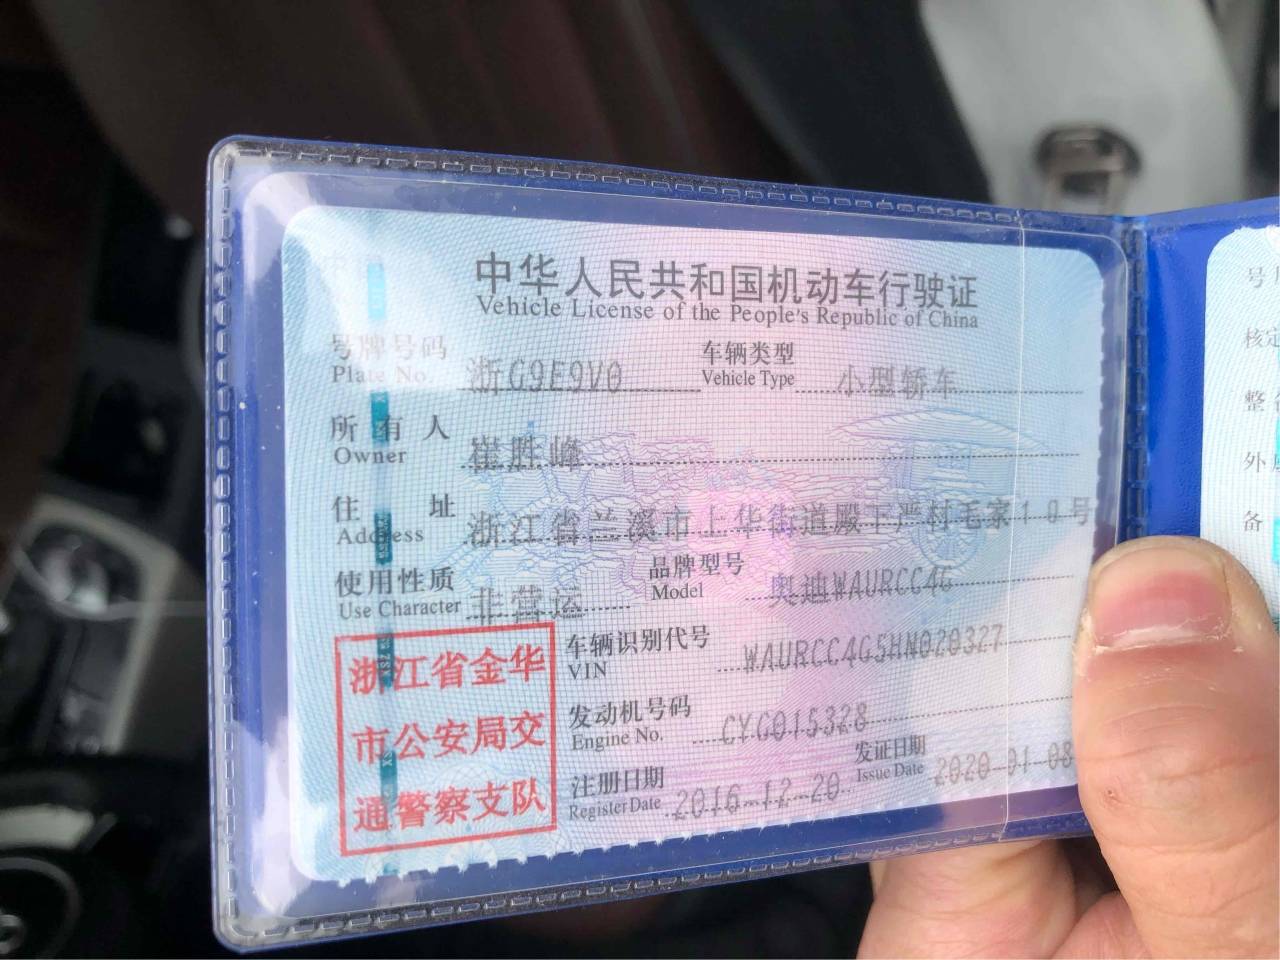 中华人民共和国机动车行驶证
Vehicle License of the People's Republic of China
号牌号码 浙G9E9V0 车辆类型 小型轿车
Plate No. Vehicle Type
所有人 崔胜峰
Owner
住址 浙江省兰溪市上华街道殿下严村毛家10号
Address
使用性质 非营运 品牌型号 奥迪WAURCC4G
Use Character Model
车辆识别代号 WAURCC4G5HN020327
VIN
发动机号码 CYG015328
Engine No.
注册日期 2016-12-20 发证日期 2020-01-08
Register Date Issue Date
浙江省金华
市公安局交
通警察支队
号
核定
整
外
备